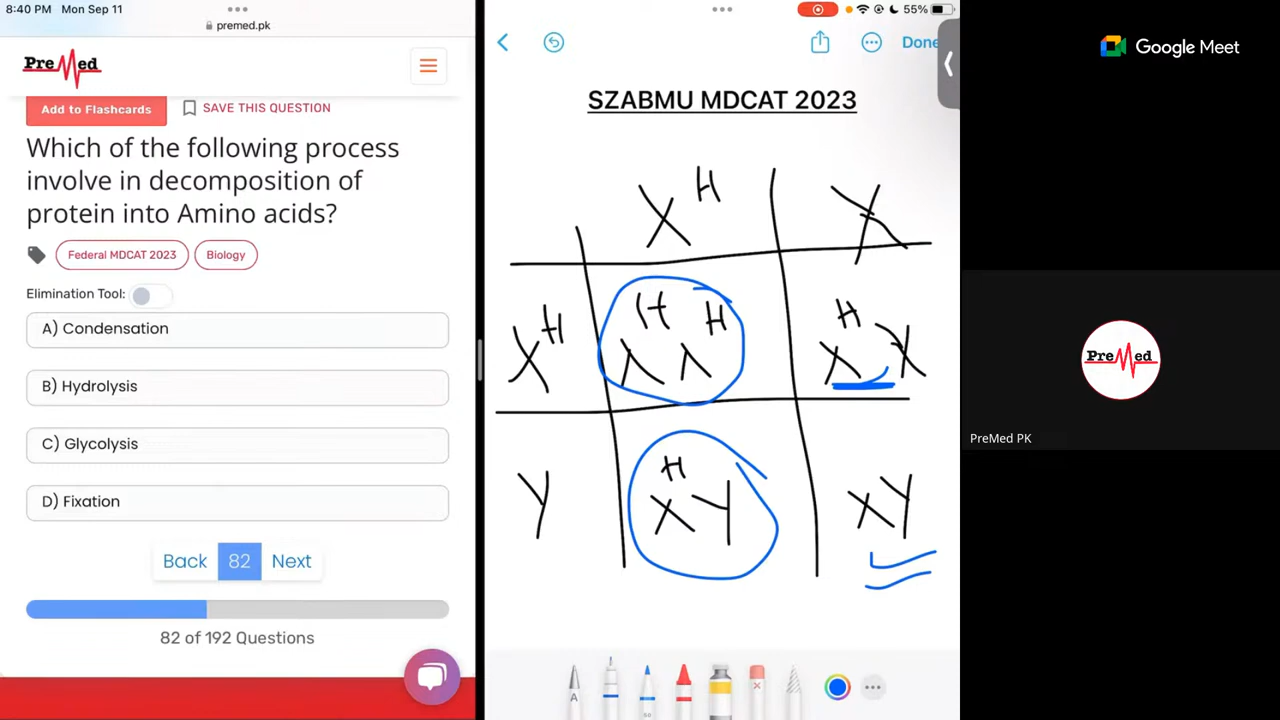 8:40 PM Mon Sep 11
premed.pk
PreMed
Add to Flashcards
SAVE THIS QUESTION
Which of the following process
involve in decomposition of
protein into Amino acids?
Federal MDCAT 2023
Biology
Elimination Tool:
A) Condensation
B) Hydrolysis
C) Glycolysis
D) Fixation
Back 82 Next
82 of 192 Questions
55%
Done
SZABMU MDCAT 2023
X^H X
X^H X^H X^H X^H X
Y X^H Y XY
A
50
Google Meet
PreMed
PreMed PK